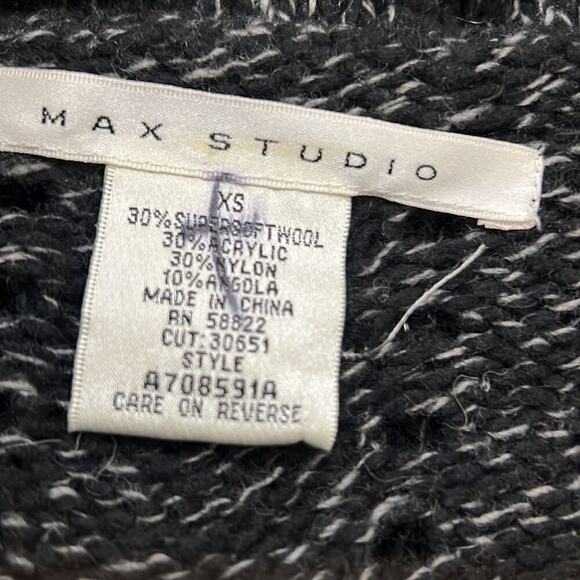 MAX STUDIO
XS
30% SUPERSOFTWOOL
30% ACRYLIC
30% NYLON
10% ANGOLA
MADE IN CHINA
RN 58822
CUT: 30651
STYLE
A708591A
CARE ON REVERSE